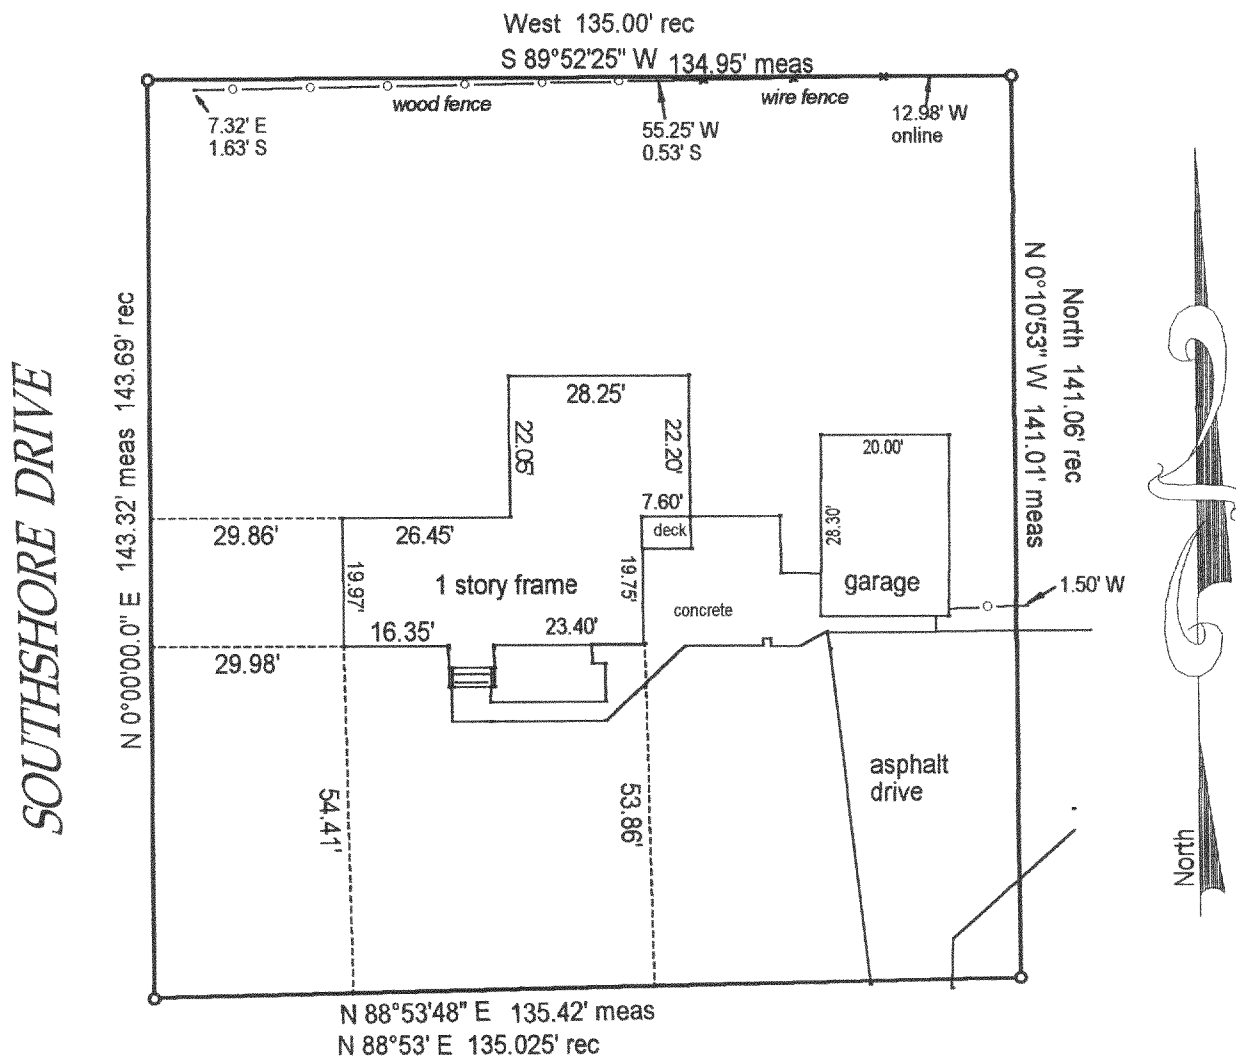 West 135.00' rec
S 89°52'25" W 134.95' meas
wood fence
wire fence
7.32' E
1.63' S
55.25' W
0.53' S
12.98' W
online
SOUTHSHORE DRIVE
N 0°00'00.0" E 143.32' meas 143.69' rec
North 141.06' rec
N 0°10'53" W 141.01' meas
28.25'
22.05'
22.20'
20.00'
28.30'
garage
7.60'
deck
29.86'
26.45'
19.97'
1 story frame
19.75'
concrete
1.50' W
16.35'
23.40'
29.98'
54.41'
53.86'
asphalt
drive
North
N 88°53'48" E 135.42' meas
N 88°53' E 135.025' rec